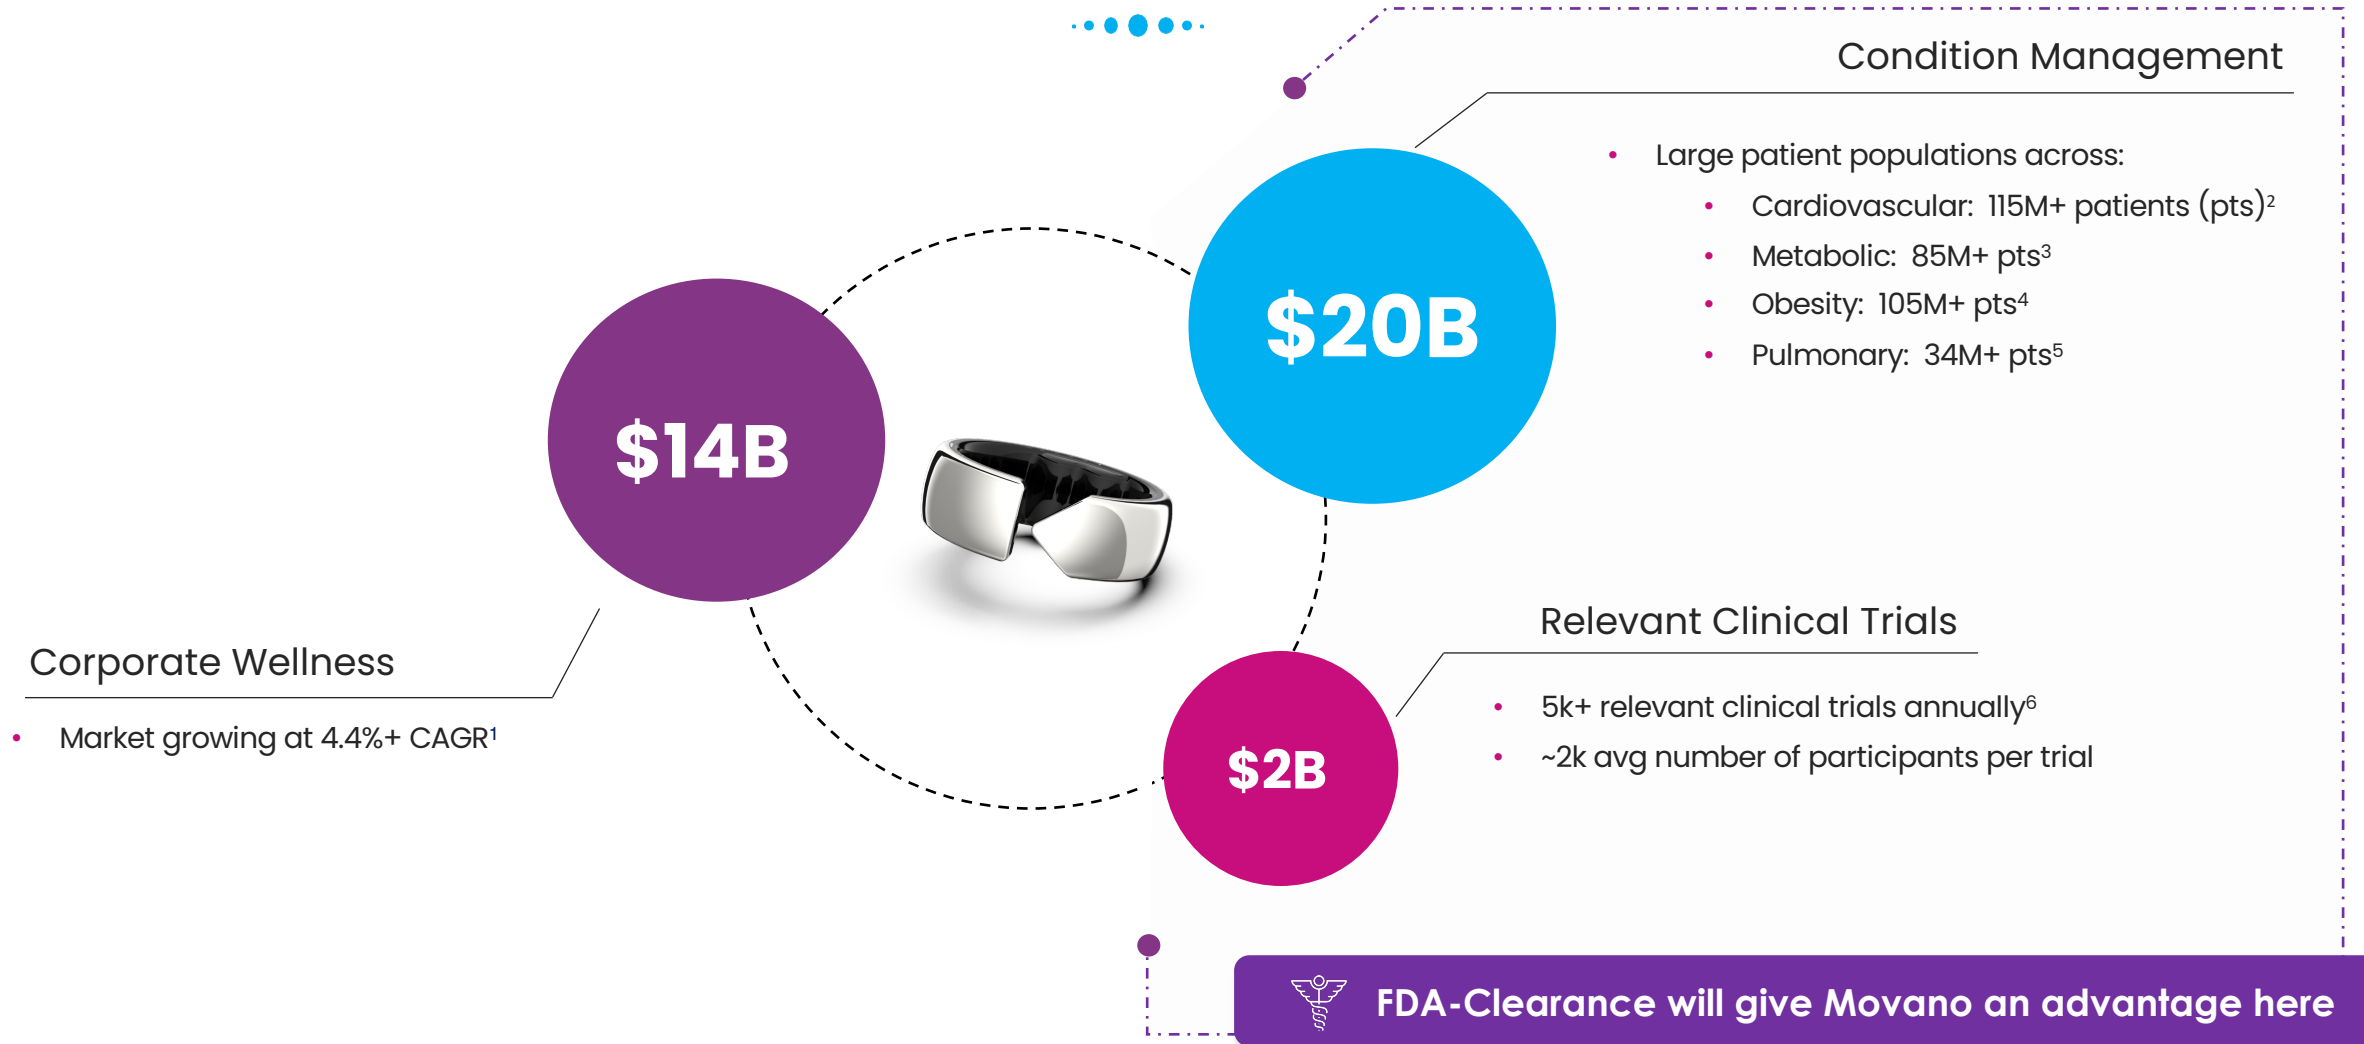 Condition Management
• Large patient populations across:
• Cardiovascular: 115M+ patients (pts)²
• Metabolic: 85M+ pts³
• Obesity: 105M+ pts⁴
• Pulmonary: 34M+ pts⁵
$20B
$14B
Corporate Wellness
• Market growing at 4.4%+ CAGR¹
Relevant Clinical Trials
• 5k+ relevant clinical trials annually⁶
• ~2k avg number of participants per trial
$2B
FDA-Clearance will give Movano an advantage here